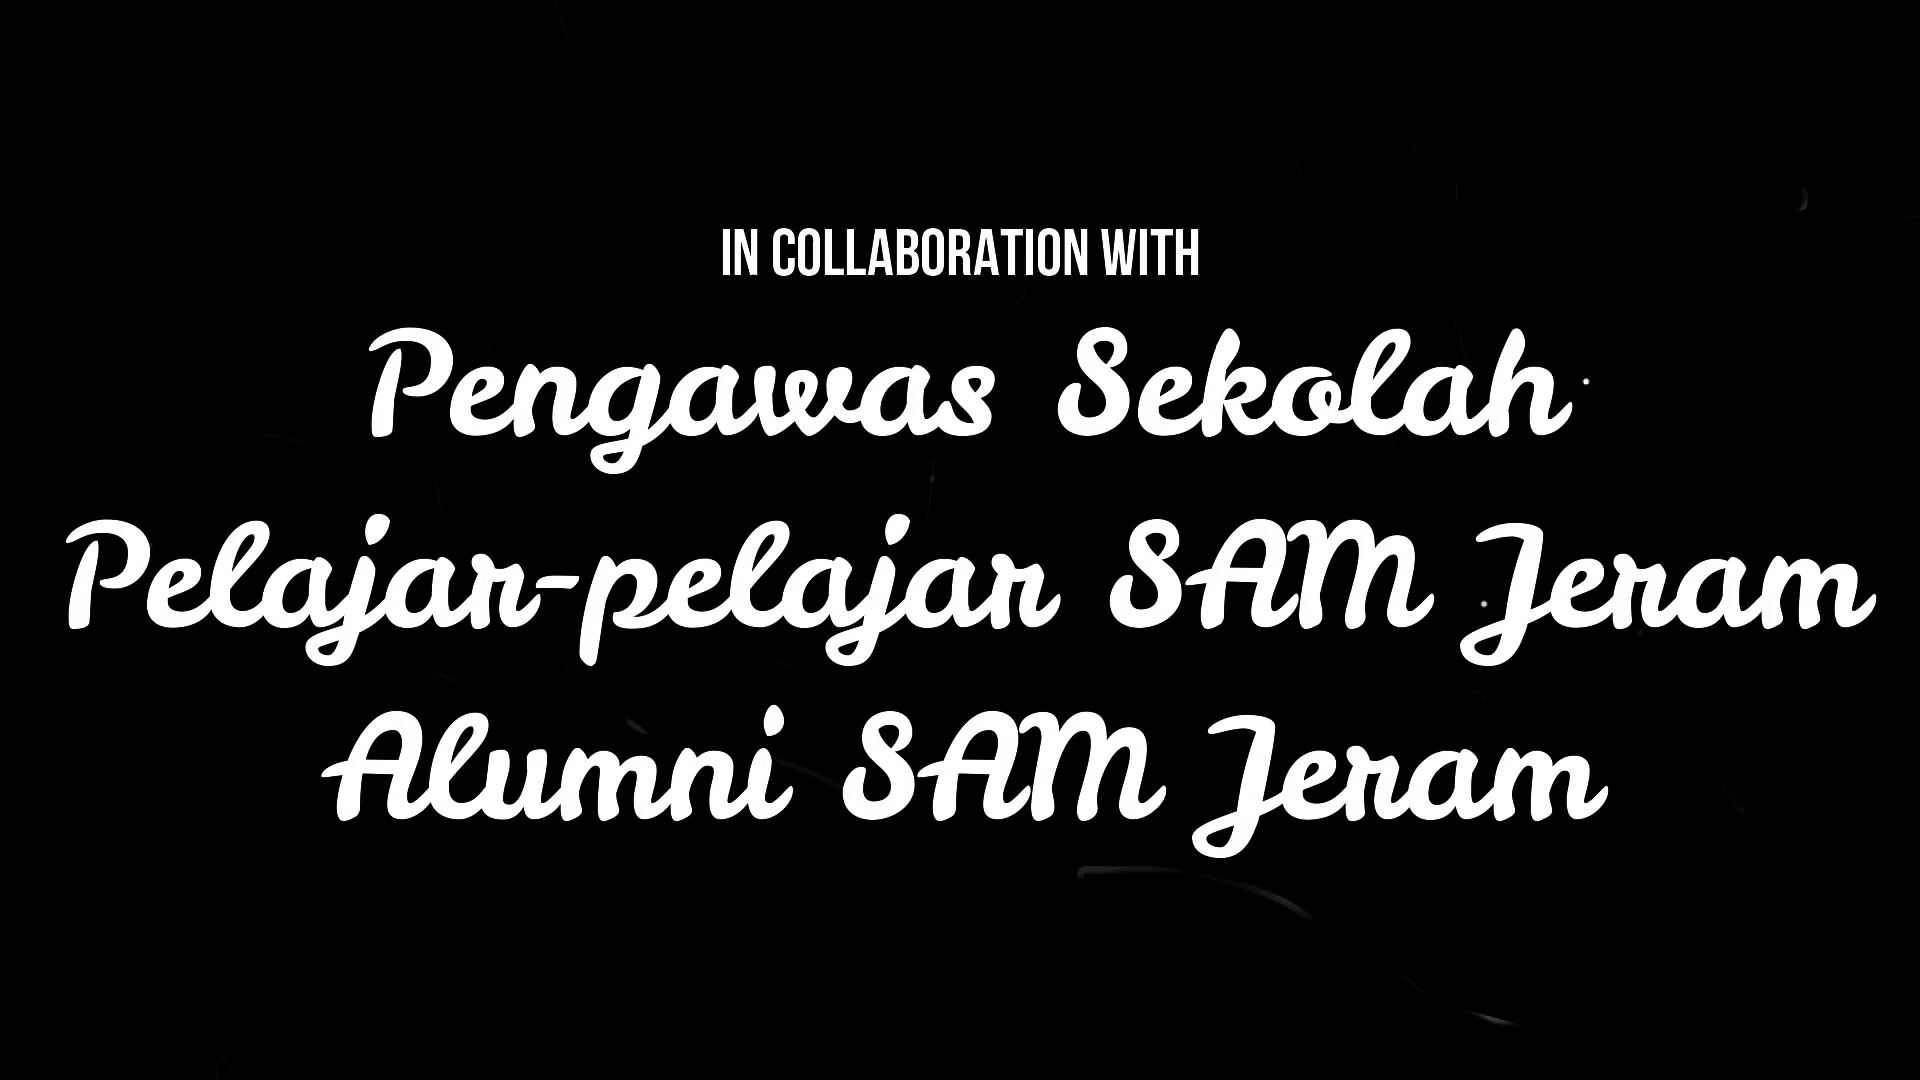 IN COLLABORATION WITH
Pengawas Sekolah
Pelajar-pelajar SAM Jeram
Alumni SAM Jeram